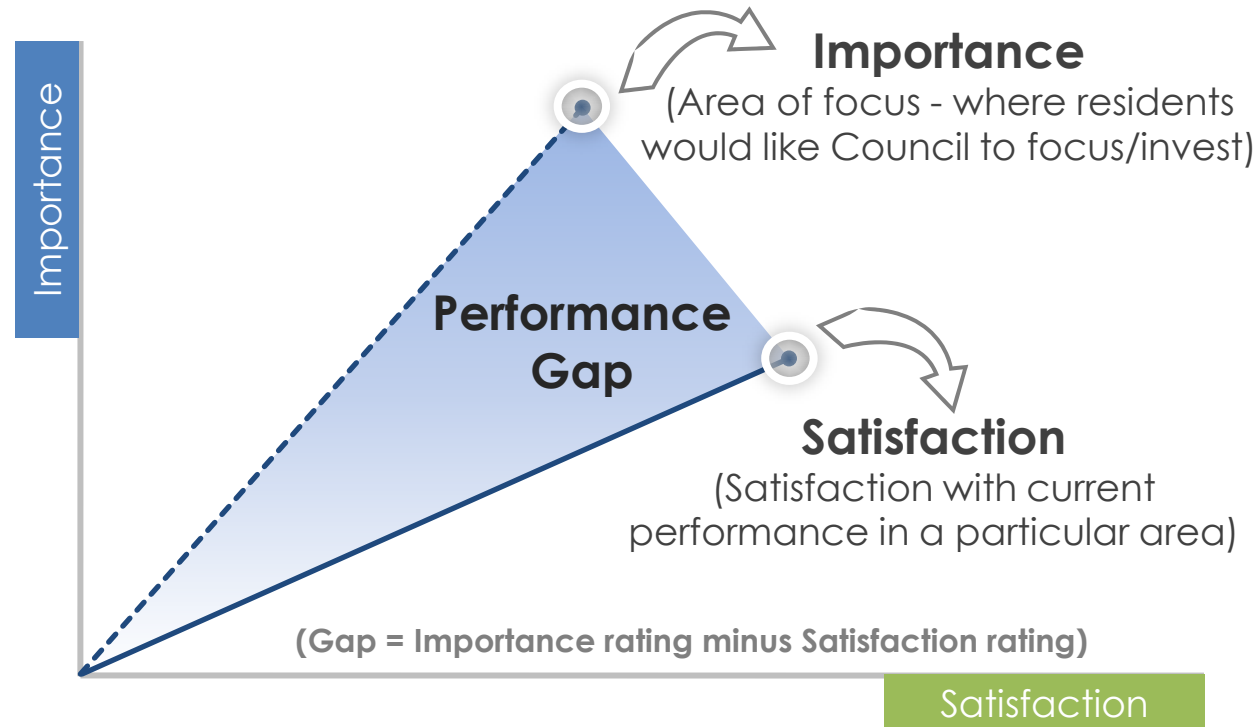 Importance
Importance
(Area of focus - where residents
would like Council to focus/invest)
Performance
Gap
Satisfaction
(Satisfaction with current
performance in a particular area)
(Gap = Importance rating minus Satisfaction rating)
Satisfaction